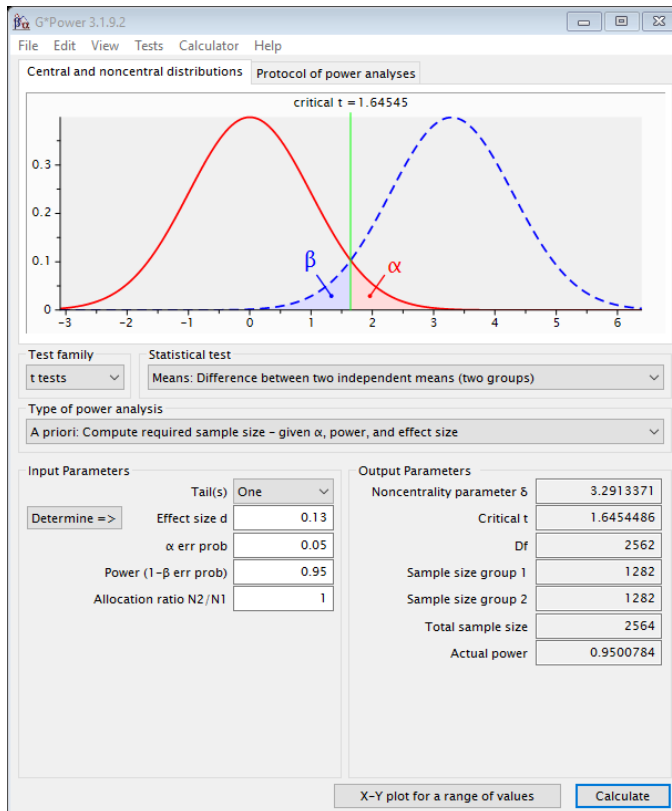 G*Power 3.1.9.2
File Edit View Tests Calculator Help
Central and noncentral distributions Protocol of power analyses
critical t = 1.64545
0.3
0.2
0.1
0
β
α
-3 -2 -1 0 1 2 3 4 5 6
Test family Statistical test
t tests Means: Difference between two independent means (two groups)
Type of power analysis
A priori: Compute required sample size – given α, power, and effect size
Input Parameters Output Parameters
Tail(s) One Noncentrality parameter δ 3.2913371
Determine => Effect size d 0.13 Critical t 1.6454486
α err prob 0.05 Df 2562
Power (1-β err prob) 0.95 Sample size group 1 1282
Allocation ratio N2/N1 1 Sample size group 2 1282
Total sample size 2564
Actual power 0.9500784
X-Y plot for a range of values Calculate